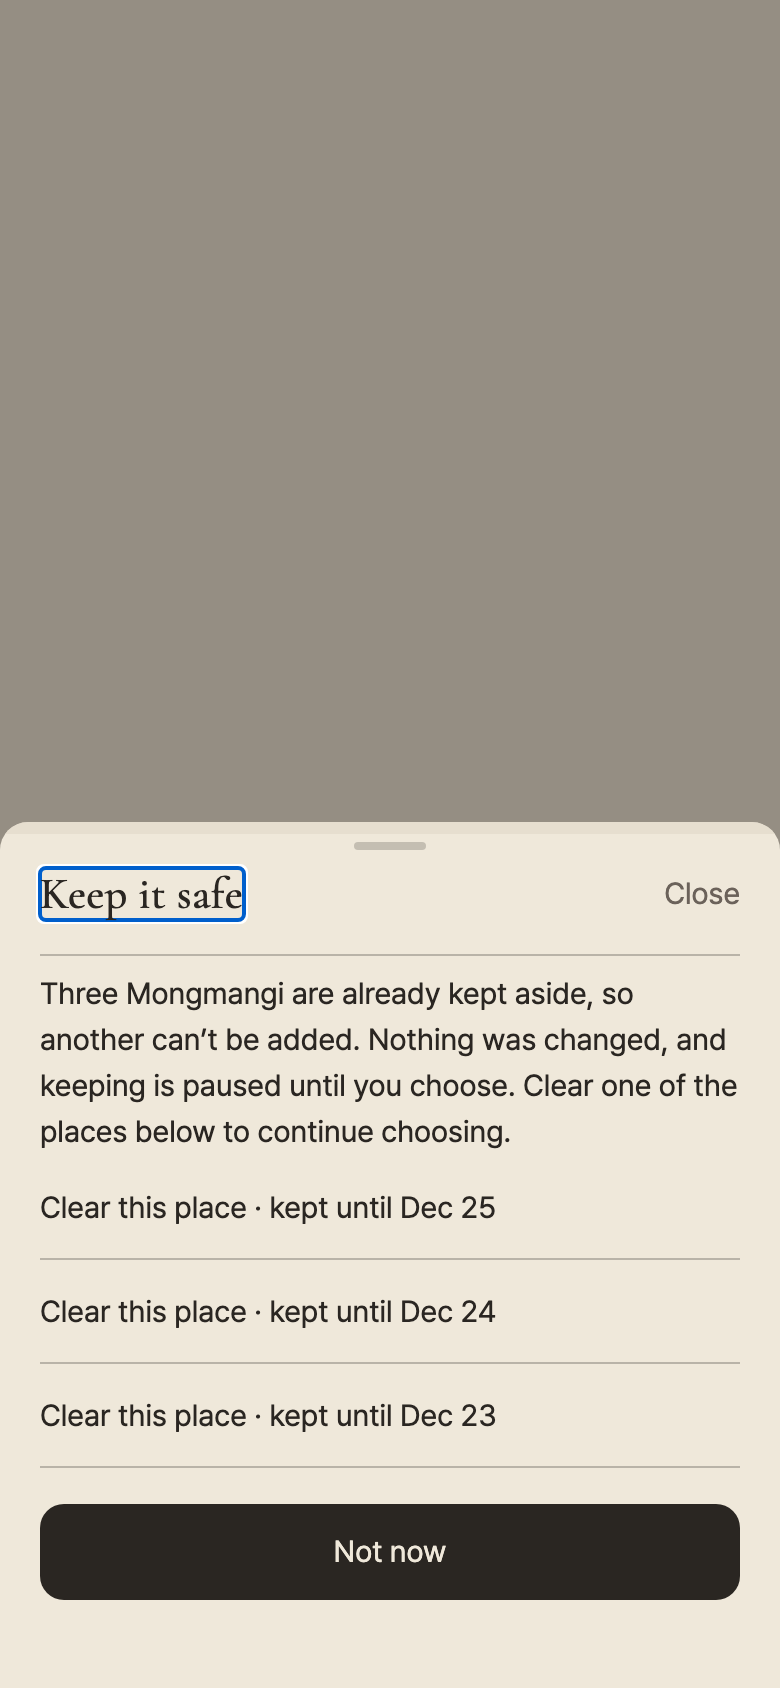 Keep it safe
Close
Three Mongmangi are already kept aside, so
another can’t be added. Nothing was changed, and
keeping is paused until you choose. Clear one of the
places below to continue choosing.
Clear this place · kept until Dec 25
Clear this place · kept until Dec 24
Clear this place · kept until Dec 23
Not now